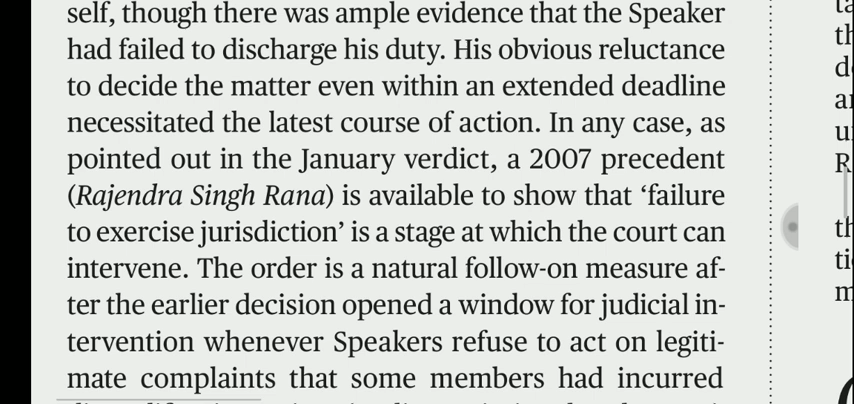 self, though there was ample evidence that the Speaker
had failed to discharge his duty. His obvious reluctance
to decide the matter even within an extended deadline
necessitated the latest course of action. In any case, as
pointed out in the January verdict, a 2007 precedent
(Rajendra Singh Rana) is available to show that ‘failure
to exercise jurisdiction’ is a stage at which the court can
intervene. The order is a natural follow-on measure af-
ter the earlier decision opened a window for judicial in-
tervention whenever Speakers refuse to act on legiti-
mate complaints that some members had incurred